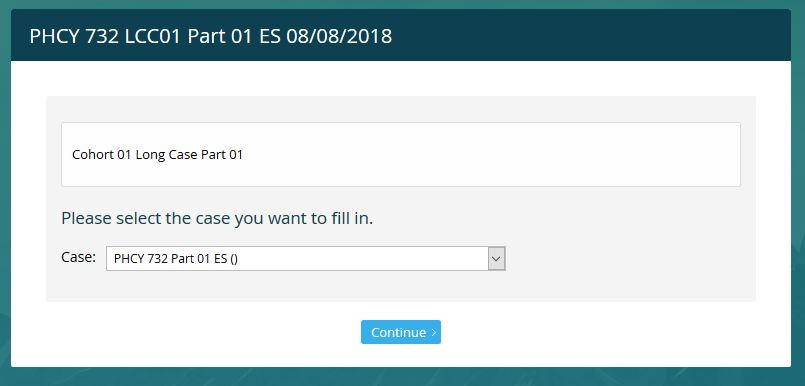 PHCY 732 LCC01 Part 01 ES 08/08/2018
Cohort 01 Long Case Part 01
Please select the case you want to fill in.
Case: PHCY 732 Part 01 ES ()
Continue